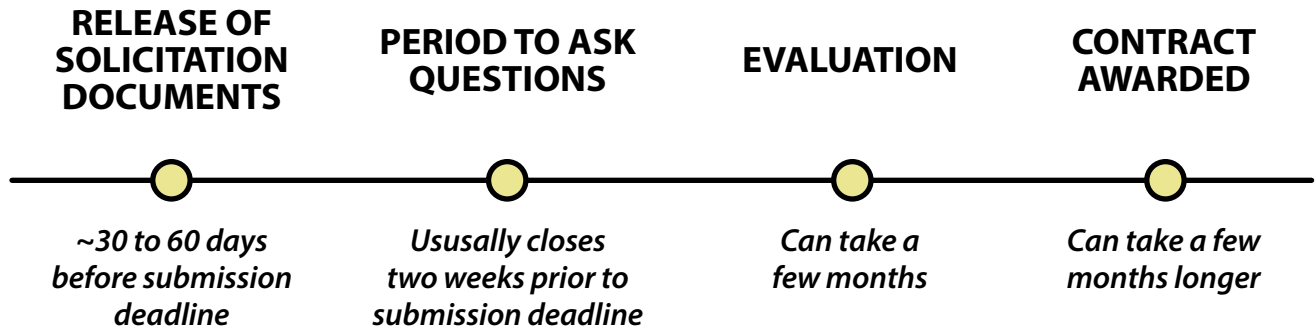 RELEASE OF
SOLICITATION
DOCUMENTS
PERIOD TO ASK
QUESTIONS
EVALUATION
CONTRACT
AWARDED
~30 to 60 days
before submission
deadline
Ususally closes
two weeks prior to
submission deadline
Can take a
few months
Can take a few
months longer